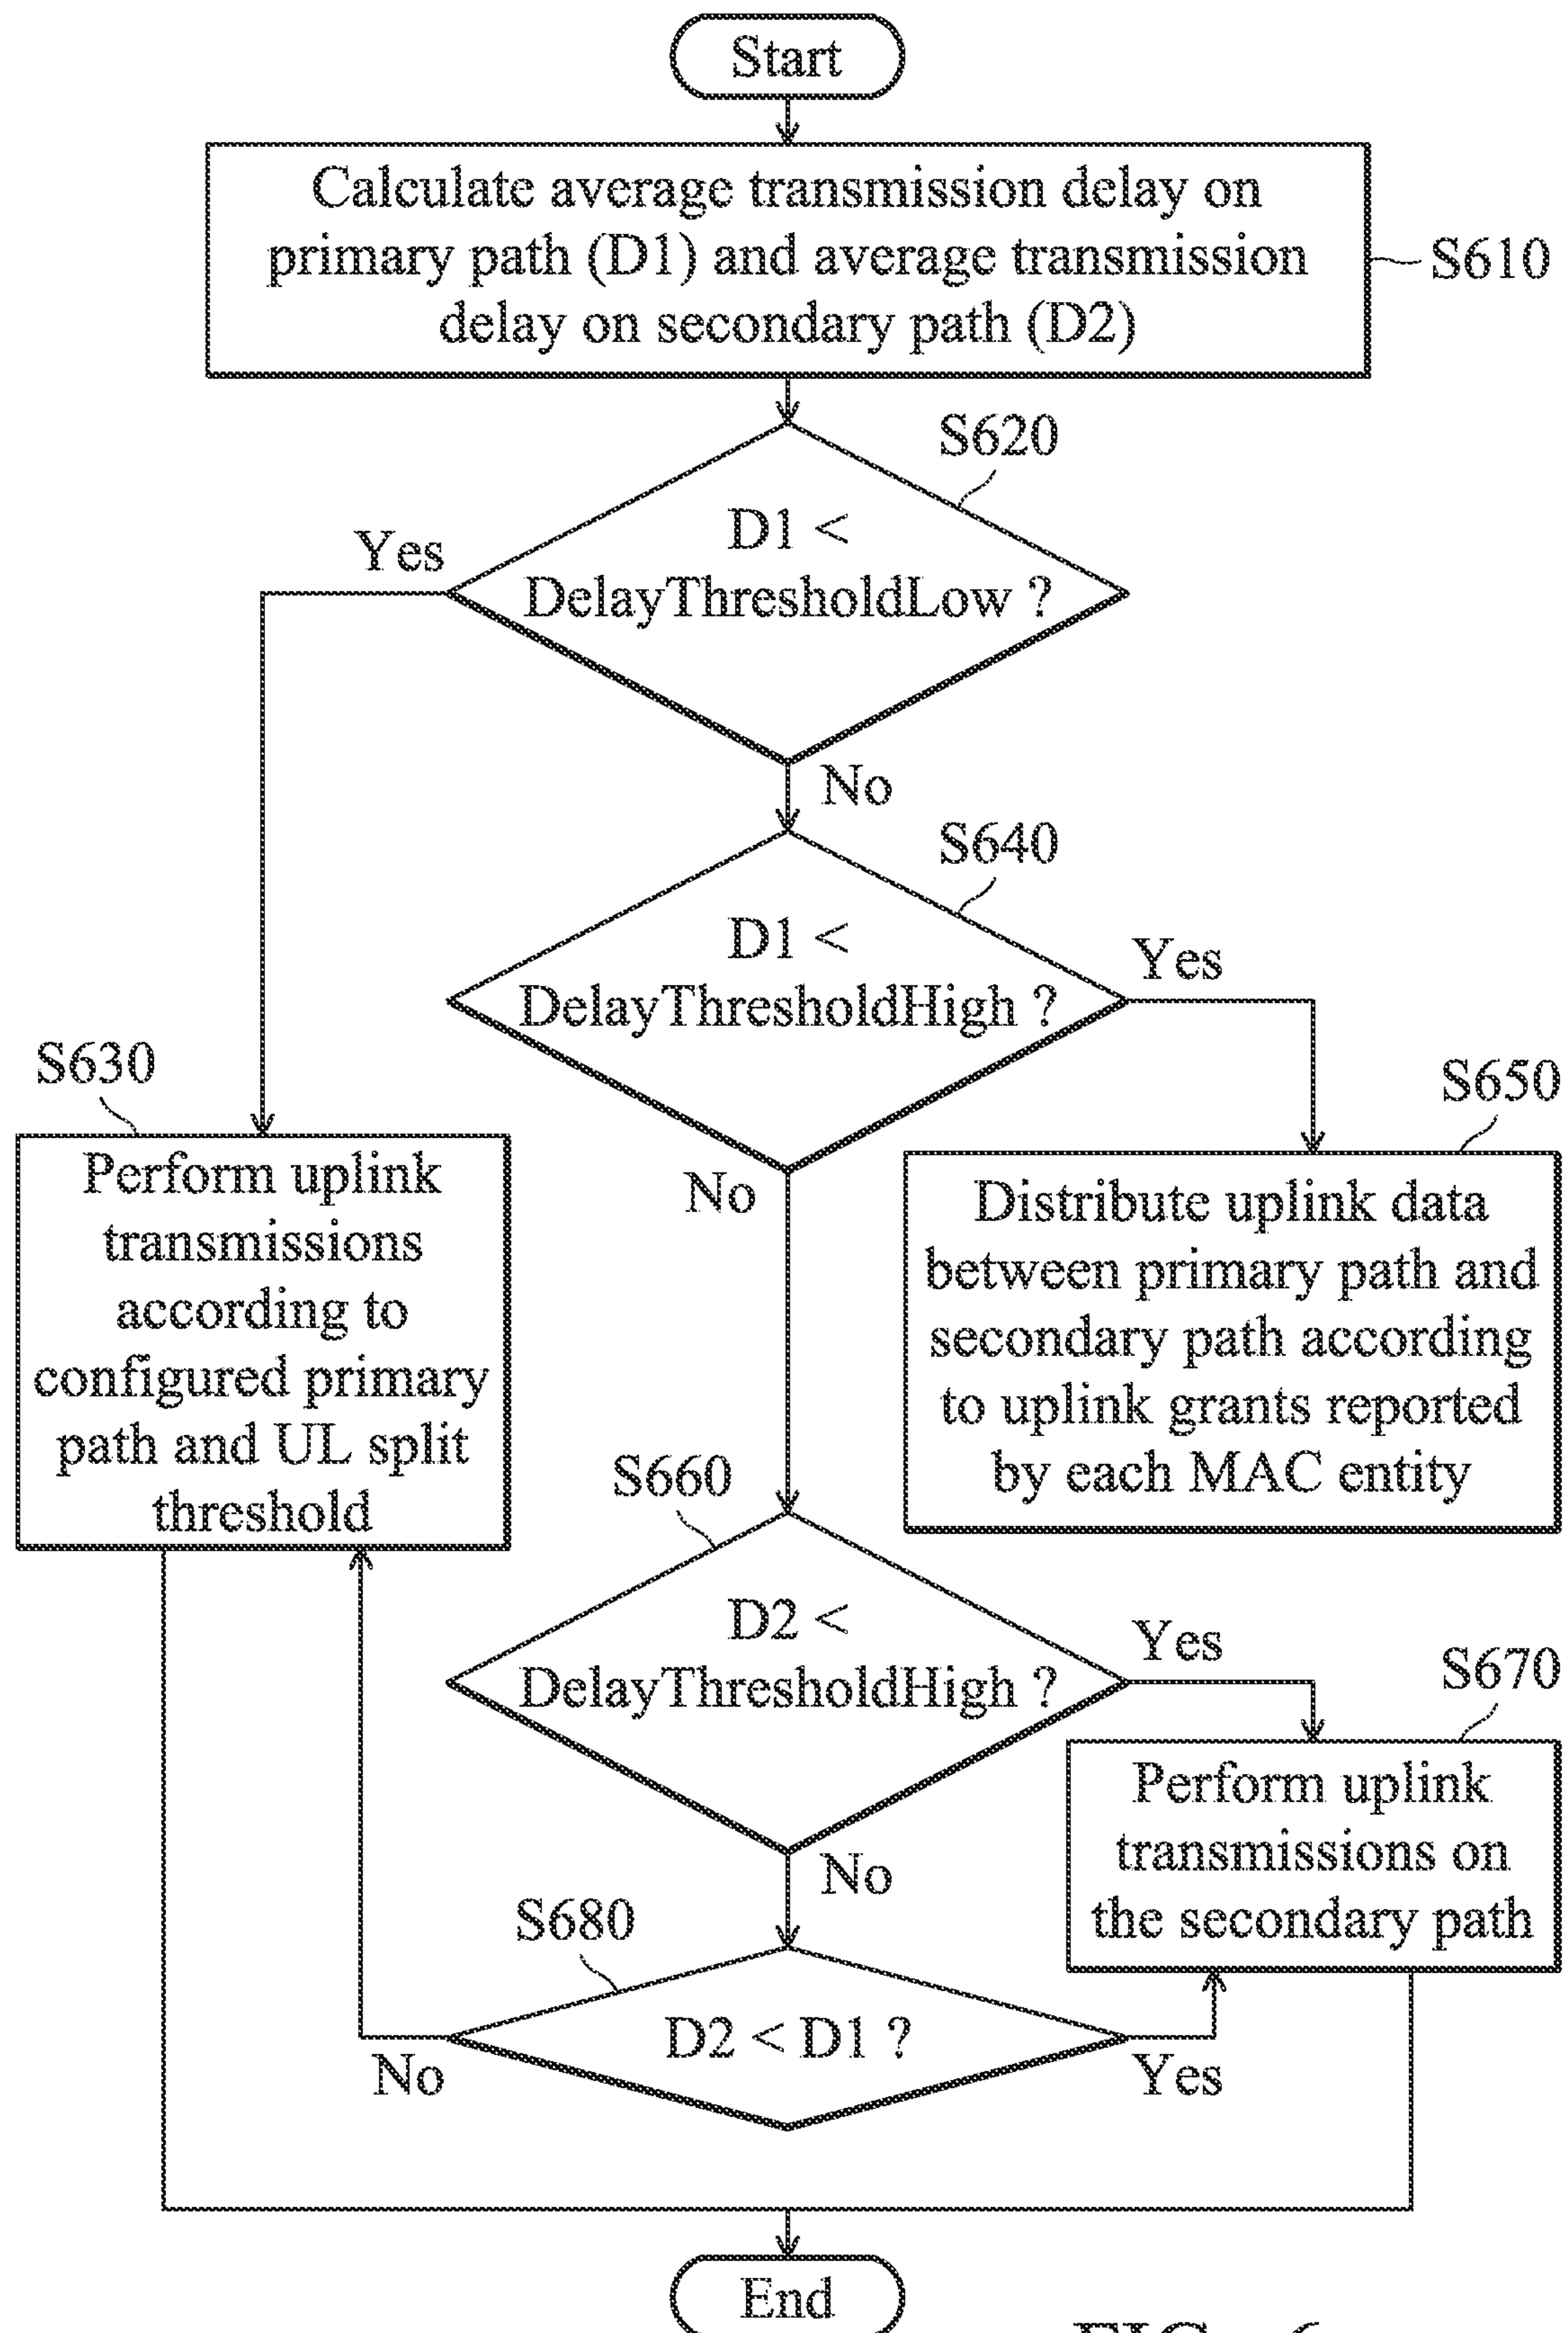 Start
Calculate average transmission delay on
primary path (D1) and average transmission
delay on secondary path (D2)
S610
S620
D1 <
DelayThresholdLow ?
Yes
No
S640
D1 <
DelayThresholdHigh ?
Yes
No
S630
Perform uplink
transmissions
according to
configured primary
path and UL split
threshold
S650
Distribute uplink data
between primary path and
secondary path according
to uplink grants reported
by each MAC entity
S660
D2 <
DelayThresholdHigh ?
Yes
No
S670
Perform uplink
transmissions on
the secondary path
S680
D2 < D1 ?
No
Yes
End